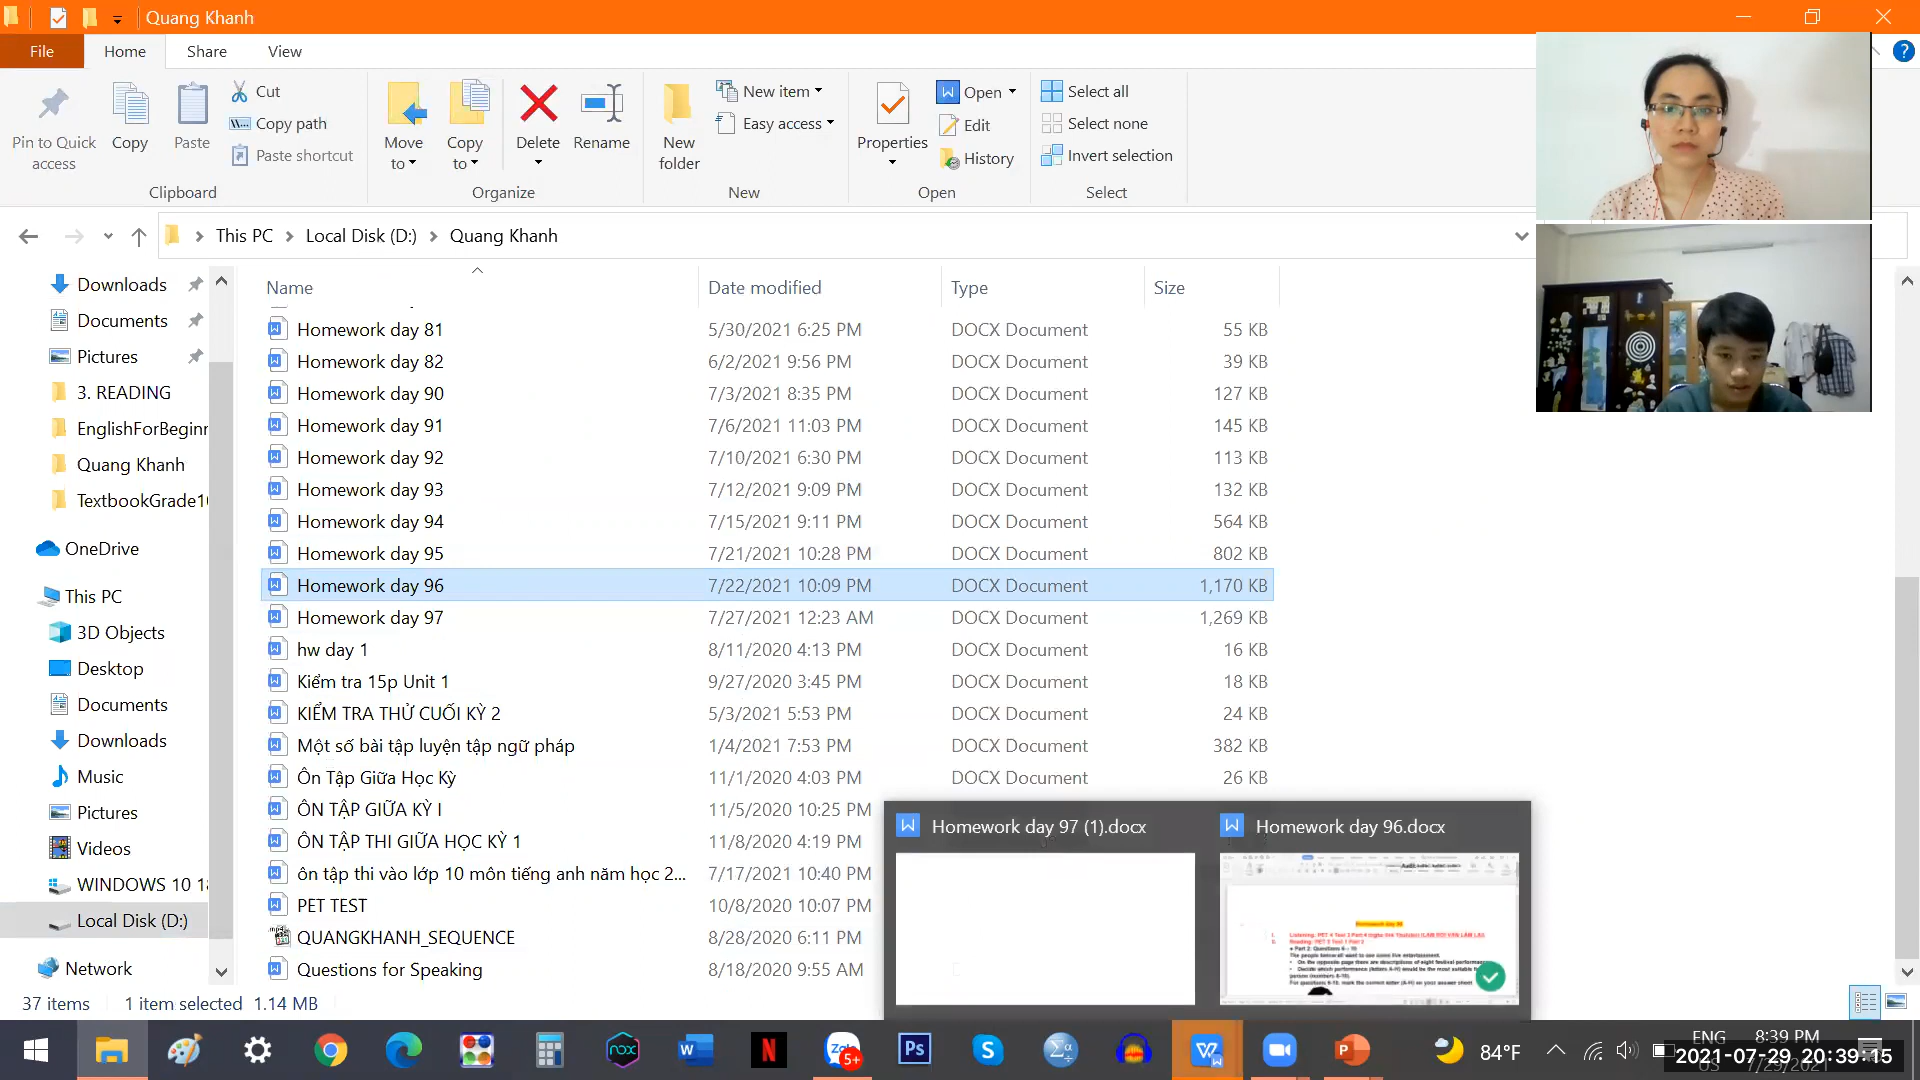 Quang Khanh
File Home Share View
Pin to Quick access
Copy
Paste
Cut
Copy path
Paste shortcut
Clipboard
Move to
Copy to
Delete
Rename
Organize
New folder
New item
Easy access
New
Properties
Open
Edit
History
Open
Select all
Select none
Invert selection
Select
This PC > Local Disk (D:) > Quang Khanh
Downloads
Documents
Pictures
3. READING
EnglishForBeginr
Quang Khanh
TextbookGrade10
OneDrive
This PC
3D Objects
Desktop
Documents
Downloads
Music
Pictures
Videos
WINDOWS 10 18
Local Disk (D:)
Network
Name Date modified Type Size
Homework day 81 5/30/2021 6:25 PM DOCX Document 55 KB
Homework day 82 6/2/2021 9:56 PM DOCX Document 39 KB
Homework day 90 7/3/2021 8:35 PM DOCX Document 127 KB
Homework day 91 7/6/2021 11:03 PM DOCX Document 145 KB
Homework day 92 7/10/2021 6:30 PM DOCX Document 113 KB
Homework day 93 7/12/2021 9:09 PM DOCX Document 132 KB
Homework day 94 7/15/2021 9:11 PM DOCX Document 564 KB
Homework day 95 7/21/2021 10:28 PM DOCX Document 802 KB
Homework day 96 7/22/2021 10:09 PM DOCX Document 1,170 KB
Homework day 97 7/27/2021 12:23 AM DOCX Document 1,269 KB
hw day 1 8/11/2020 4:13 PM DOCX Document 16 KB
Kiểm tra 15p Unit 1 9/27/2020 3:45 PM DOCX Document 18 KB
KIỂM TRA THỬ CUỐI KỲ 2 5/3/2021 5:53 PM DOCX Document 24 KB
Một số bài tập luyện tập ngữ pháp 1/4/2021 7:53 PM DOCX Document 382 KB
Ôn Tập Giữa Học Kỳ 11/1/2020 4:03 PM DOCX Document 26 KB
ÔN TẬP GIỮA KỲ I 11/5/2020 10:25 PM
ÔN TẬP THI GIỮA HỌC KỲ 1 11/8/2020 4:19 PM
ôn tập thi vào lớp 10 môn tiếng anh năm học 2... 7/17/2021 10:40 PM
PET TEST 10/8/2020 10:07 PM
QUANGKHANH_SEQUENCE 8/28/2020 6:11 PM
Questions for Speaking 8/18/2020 9:55 AM
Homework day 97 (1).docx
Homework day 96.docx
Homework day 96
Part 2: Questions 6 - 10
37 items 1 item selected 1.14 MB
nox
W
N
Zalo
5+
Ps
S
Σα
W
P
84°F
ENG
US
8:39 PM
2021-07-29 20:39:15